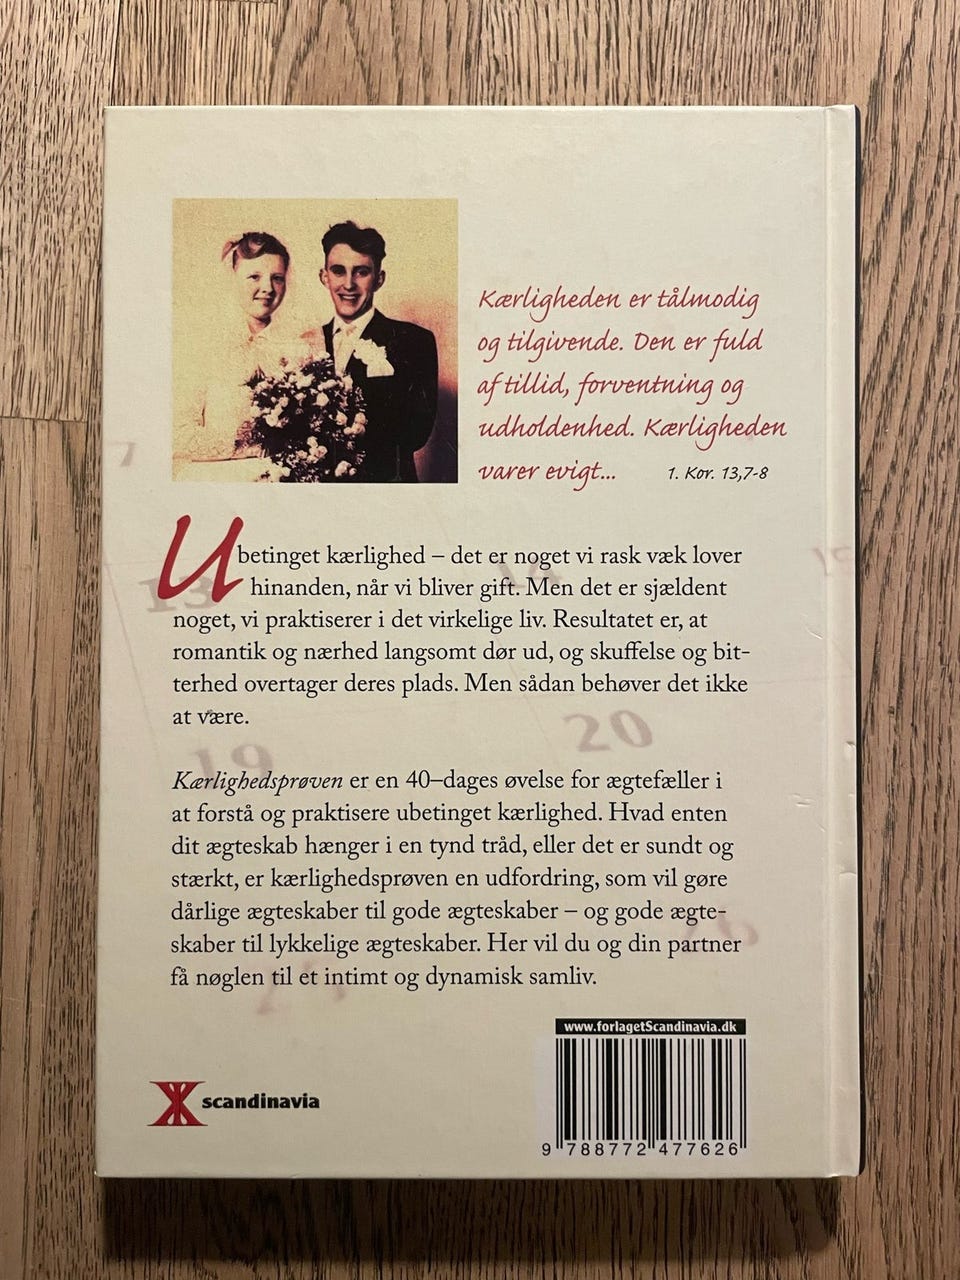 Kærligheden er tålmodig
og tilgivende. Den er fuld
af tillid, forventning og
udholdenhed. Kærligheden
varer evigt... 1. Kor. 13,7-8
Ubetinget kærlighed – det er noget vi rask væk lover
hinanden, når vi bliver gift. Men det er sjældent
noget, vi praktiserer i det virkelige liv. Resultatet er, at
romantik og nærhed langsomt dør ud, og skuffelse og bit-
terhed overtager deres plads. Men sådan behøver det ikke
at være.
Kærlighedsprøven er en 40–dages øvelse for ægtefæller i
at forstå og praktisere ubetinget kærlighed. Hvad enten
dit ægteskab hænger i en tynd tråd, eller det er sundt og
stærkt, er kærlighedsprøven en udfordring, som vil gøre
dårlige ægteskaber til gode ægteskaber – og gode ægte-
skaber til lykkelige ægteskaber. Her vil du og din partner
få nøglen til et intimt og dynamisk samliv.
7
13
14
15
19
20
www.forlagetScandinavia.dk
scandinavia
9 788772 477626